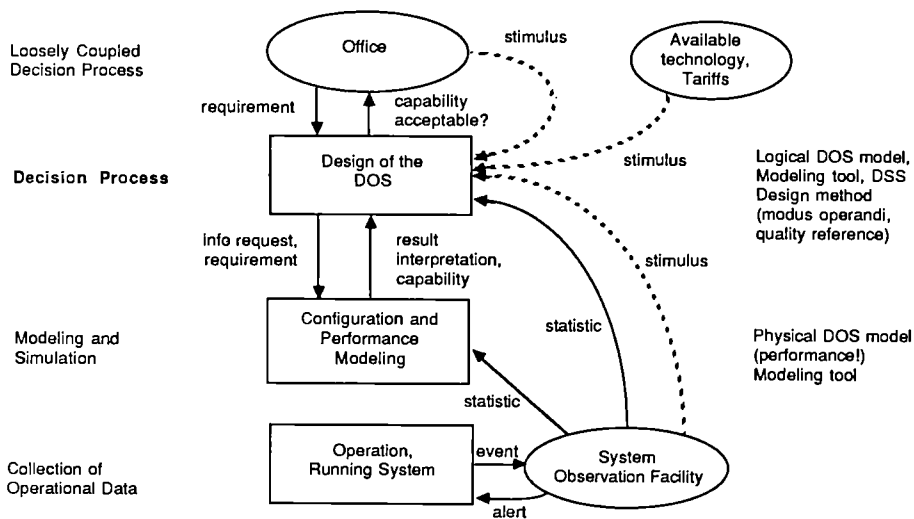 Loosely Coupled
Decision Process
Office
stimulus
Available
technology,
Tariffs
requirement
capability
acceptable?
Decision Process
Design of the
DOS
stimulus
Logical DOS model,
Modeling tool, DSS
Design method
(modus operandi,
quality reference)
info request,
requirement
result
interpretation,
capability
stimulus
Modeling and
Simulation
Configuration and
Performance
Modeling
statistic
Physical DOS model
(performance!)
Modeling tool
statistic
Collection of
Operational Data
Operation,
Running System
event
System
Observation Facility
alert